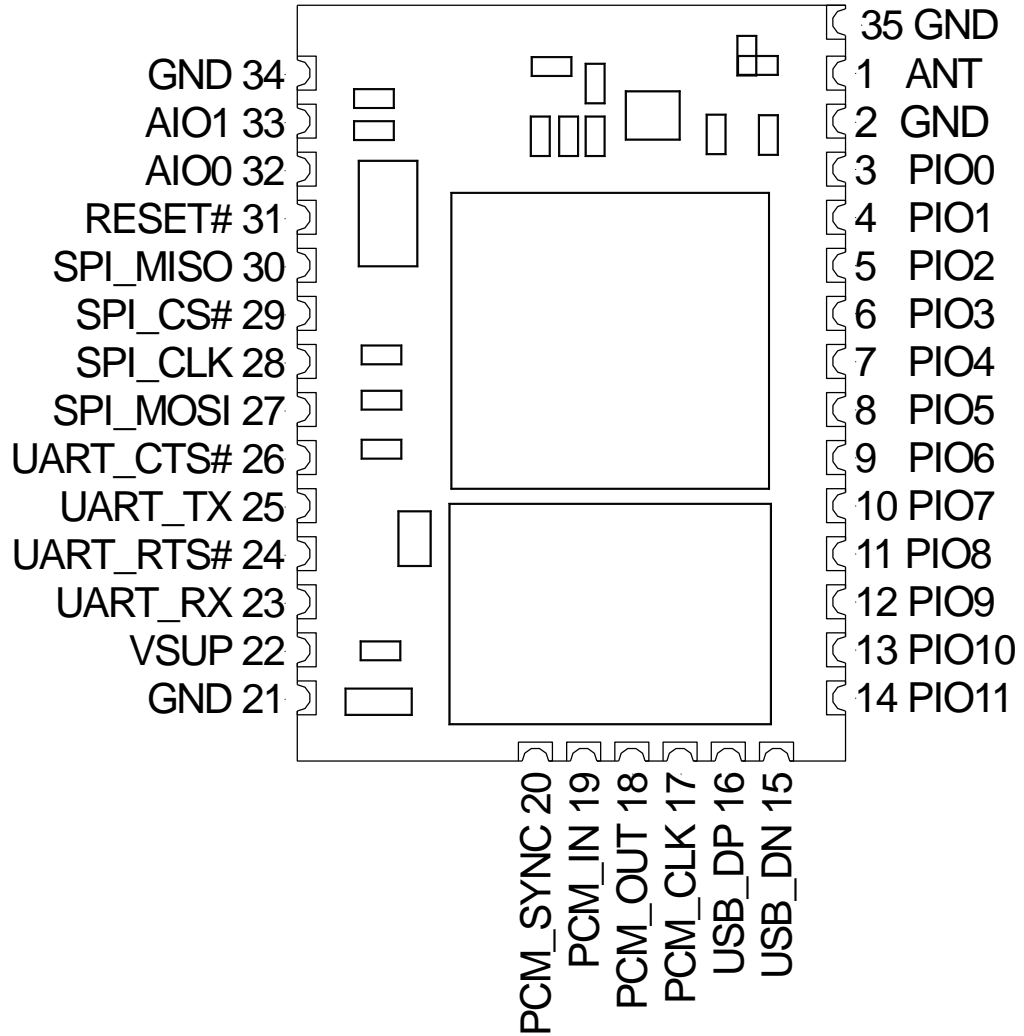 35 GND
GND 34
1 ANT
AIO1 33
2 GND
AIO0 32
3 PIO0
RESET# 31
4 PIO1
SPI_MISO 30
5 PIO2
SPI_CS# 29
6 PIO3
SPI_CLK 28
7 PIO4
SPI_MOSI 27
8 PIO5
UART_CTS# 26
9 PIO6
UART_TX 25
10 PIO7
UART_RTS# 24
11 PIO8
UART_RX 23
12 PIO9
VSUP 22
13 PIO10
GND 21
14 PIO11
PCM_SYNC 20
PCM_IN 19
PCM_OUT 18
PCM_CLK 17
USB_DP 16
USB_DN 15